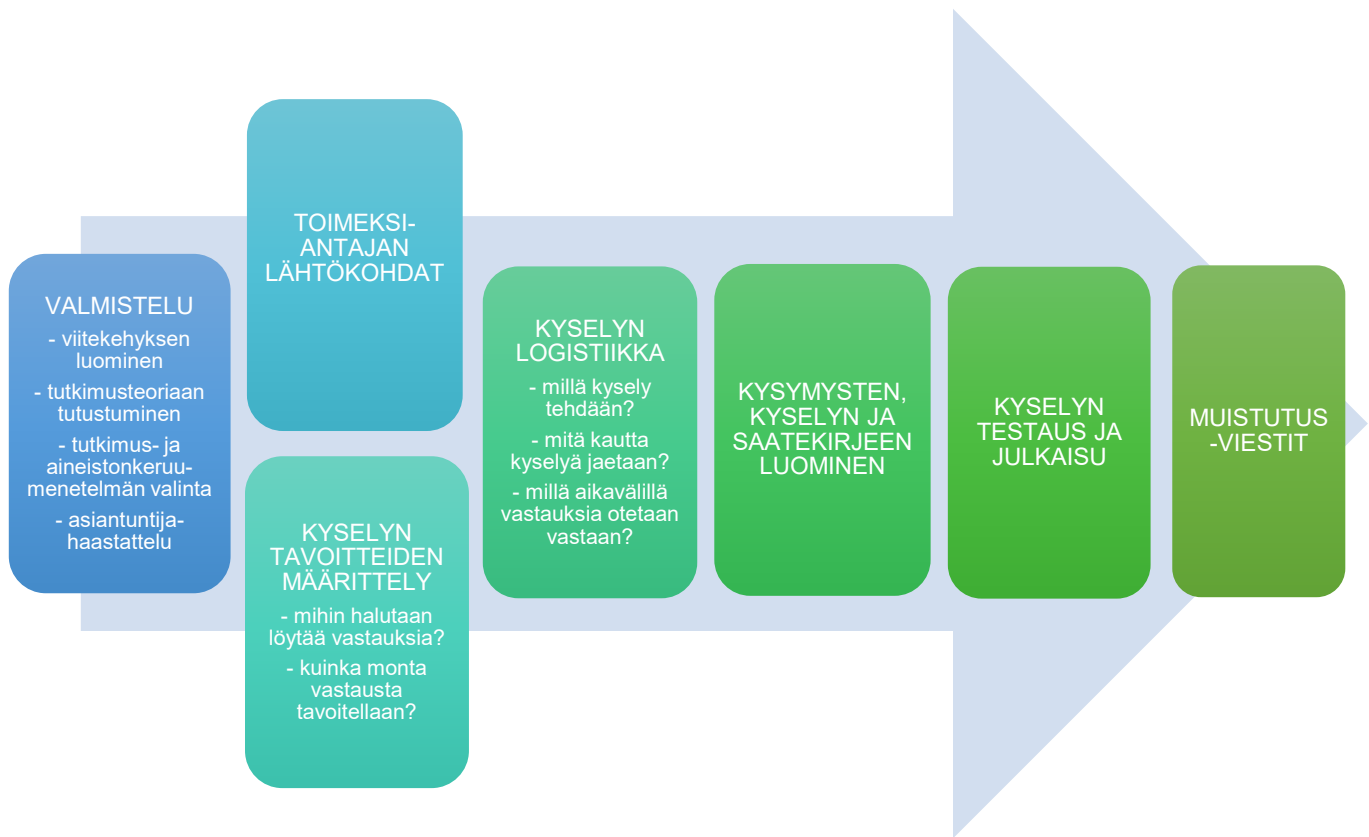 VALMISTELU
- viitekehyksen
luominen
- tutkimusteoriaan
tutustuminen
- tutkimus- ja
aineistonkeruu-
menetelmän valinta
- asiantuntija-
haastattelu
TOIMEKSI-
ANTAJAN
LÄHTÖKOHDAT
KYSELYN
TAVOITTEIDEN
MÄÄRITTELY
- mihin halutaan
löytää vastauksia?
- kuinka monta
vastausta
tavoitellaan?
KYSELYN
LOGISTIIKKA
- millä kysely
tehdään?
- mitä kautta
kyselyä jaetaan?
- millä aikavälillä
vastauksia otetaan
vastaan?
KYSYMYSTEN,
KYSELYN JA
SAATEKIRJEEN
LUOMINEN
KYSELYN
TESTAUS JA
JULKAISU
MUISTUTUS
-VIESTIT